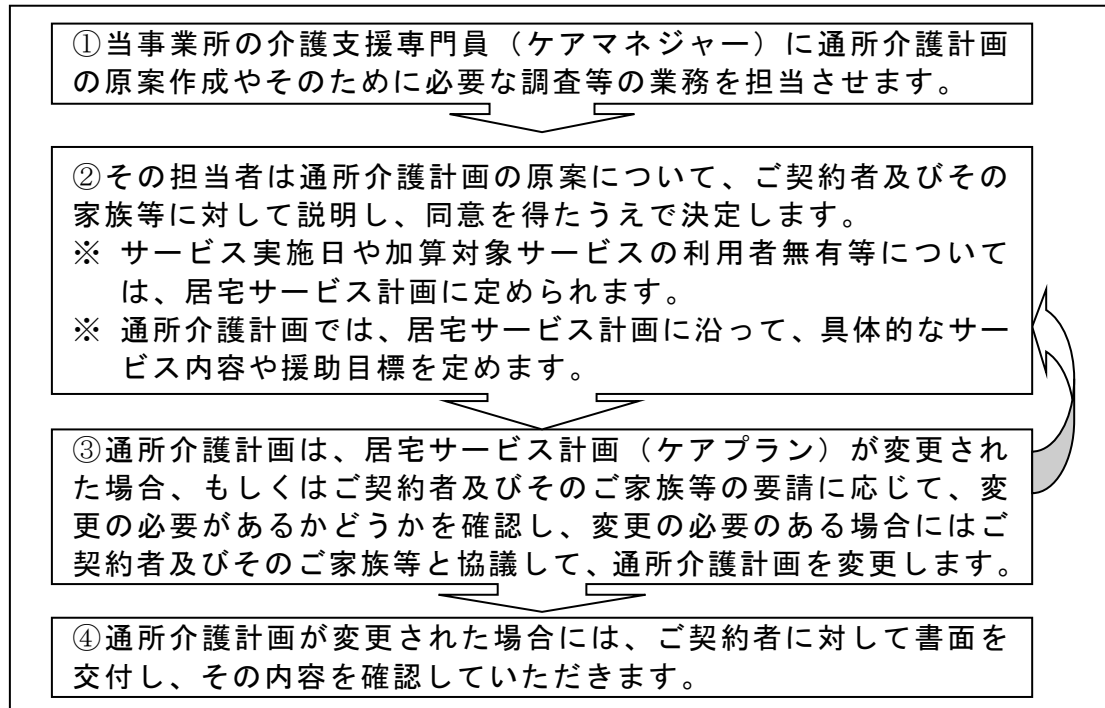 ①当事業所の介護支援専門員（ケアマネジャー）に通所介護計画
の原案作成やそのために必要な調査等の業務を担当させます。
②その担当者は通所介護計画の原案について、ご契約者及びその
家族等に対して説明し、同意を得たうえで決定します。
※ サービス実施日や加算対象サービスの利用者無有等について
は、居宅サービス計画に定められます。
※ 通所介護計画では、居宅サービス計画に沿って、具体的なサー
ビス内容や援助目標を定めます。
③通所介護計画は、居宅サービス計画（ケアプラン）が変更され
た場合、もしくはご契約者及びそのご家族等の要請に応じて、変
更の必要があるかどうかを確認し、変更の必要のある場合にはご
契約者及びそのご家族等と協議して、通所介護計画を変更します。
④通所介護計画が変更された場合には、ご契約者に対して書面を
交付し、その内容を確認していただきます。